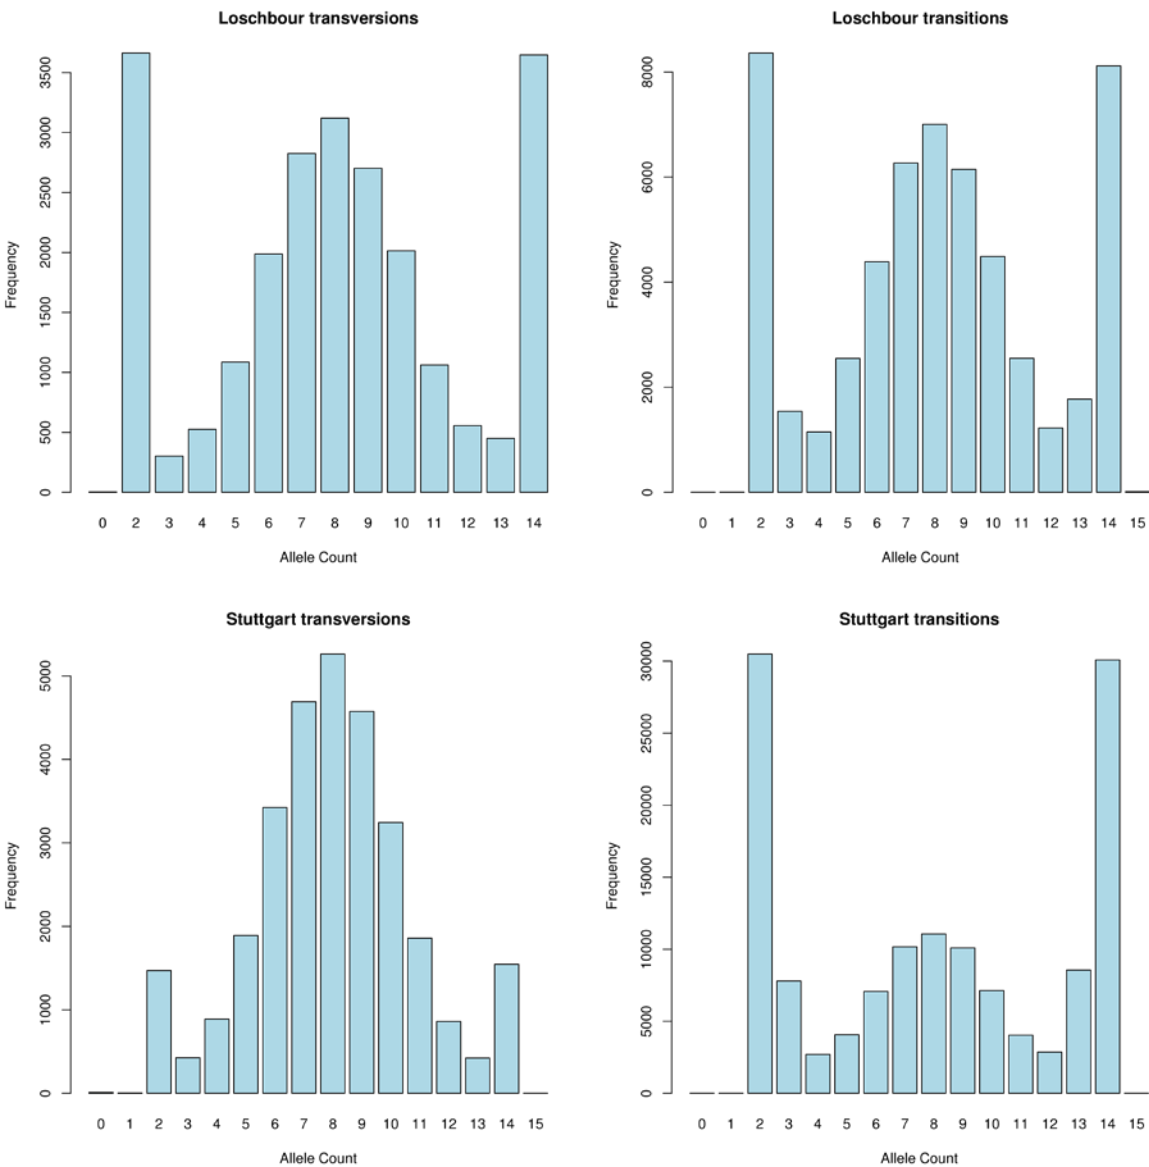 Loschbour transversions
Frequency
3500
3000
2500
2000
1500
1000
500
0
0 2 3 4 5 6 7 8 9 10 11 12 13 14
Allele Count
Loschbour transitions
Frequency
8000
6000
4000
2000
0
0 1 2 3 4 5 6 7 8 9 10 11 12 13 14 15
Allele Count
Stuttgart transversions
Frequency
5000
4000
3000
2000
1000
0
0 1 2 3 4 5 6 7 8 9 10 11 12 13 14 15
Allele Count
Stuttgart transitions
Frequency
30000
25000
20000
15000
10000
5000
0
0 1 2 3 4 5 6 7 8 9 10 11 12 13 14 15
Allele Count